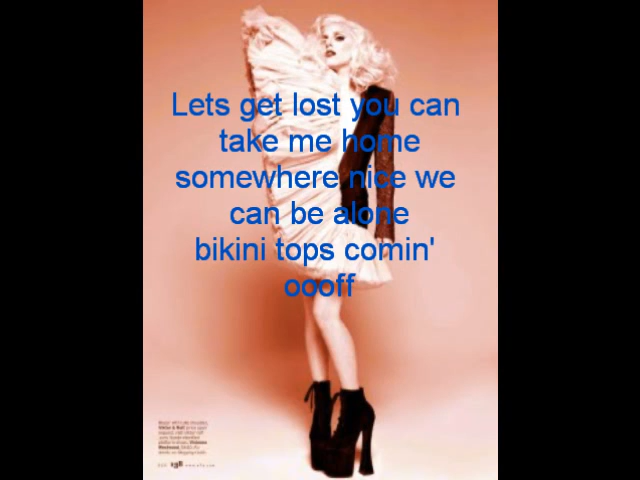 Lets get lost you can
take me home
somewhere nice we
can be alone
bikini tops comin'
oooff